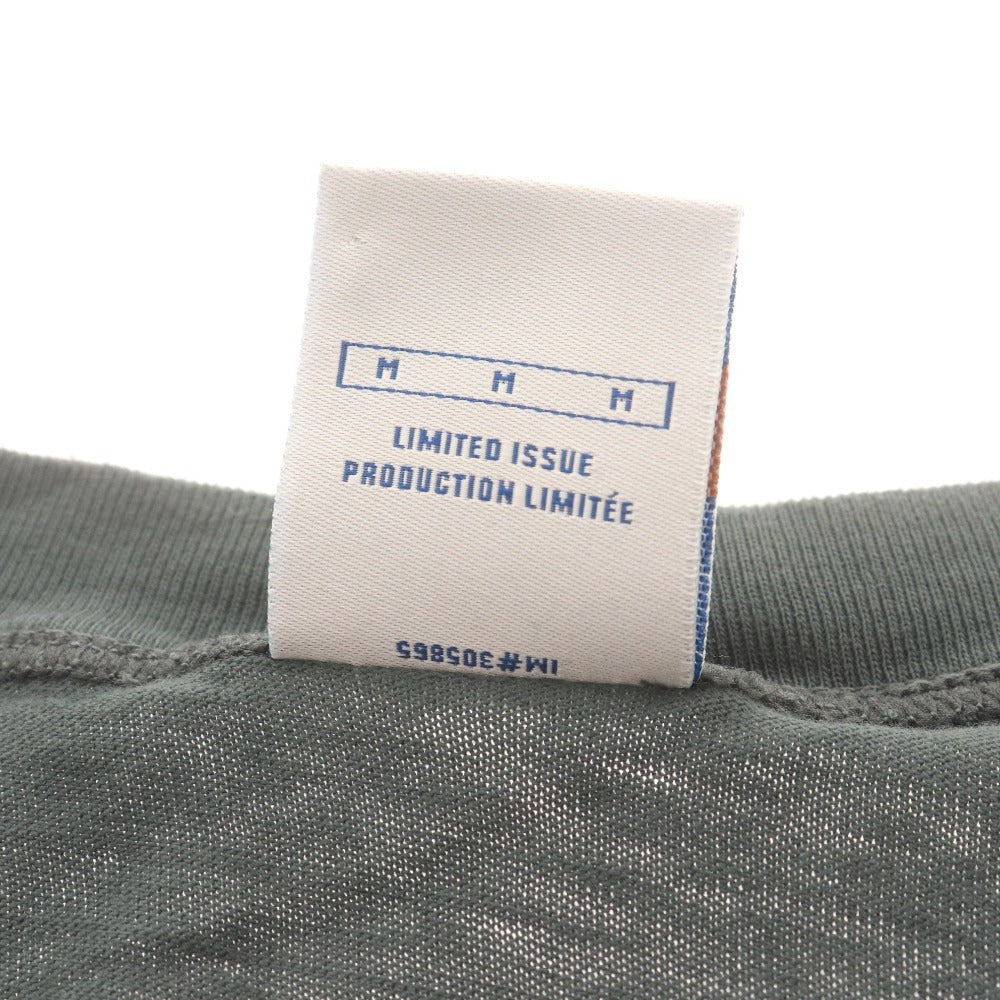 M M M
LIMITED ISSUE
PRODUCTION LIMITÉE
IM#305865